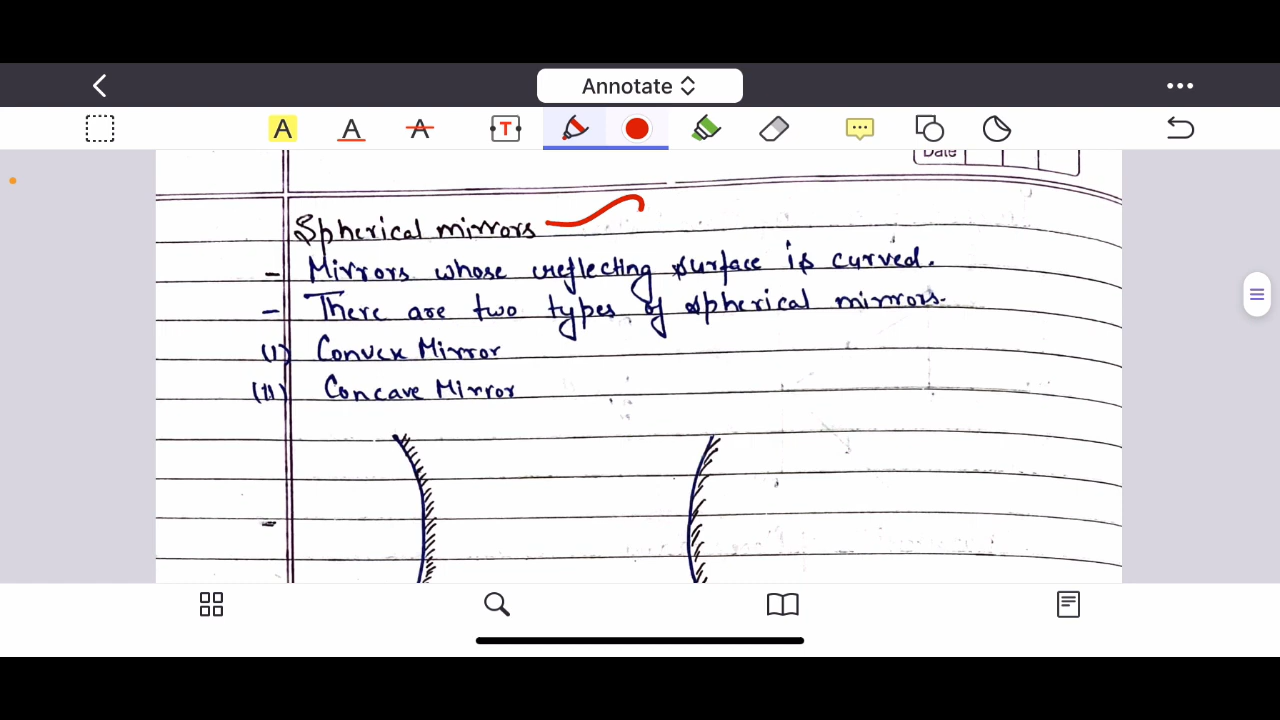 Annotate
A A A T
Date
Spherical mirrors
- Mirrors whose reflecting surface is curved.
- There are two types of spherical mirrors.
(I) Convex Mirror
(II) Concave Mirror
-